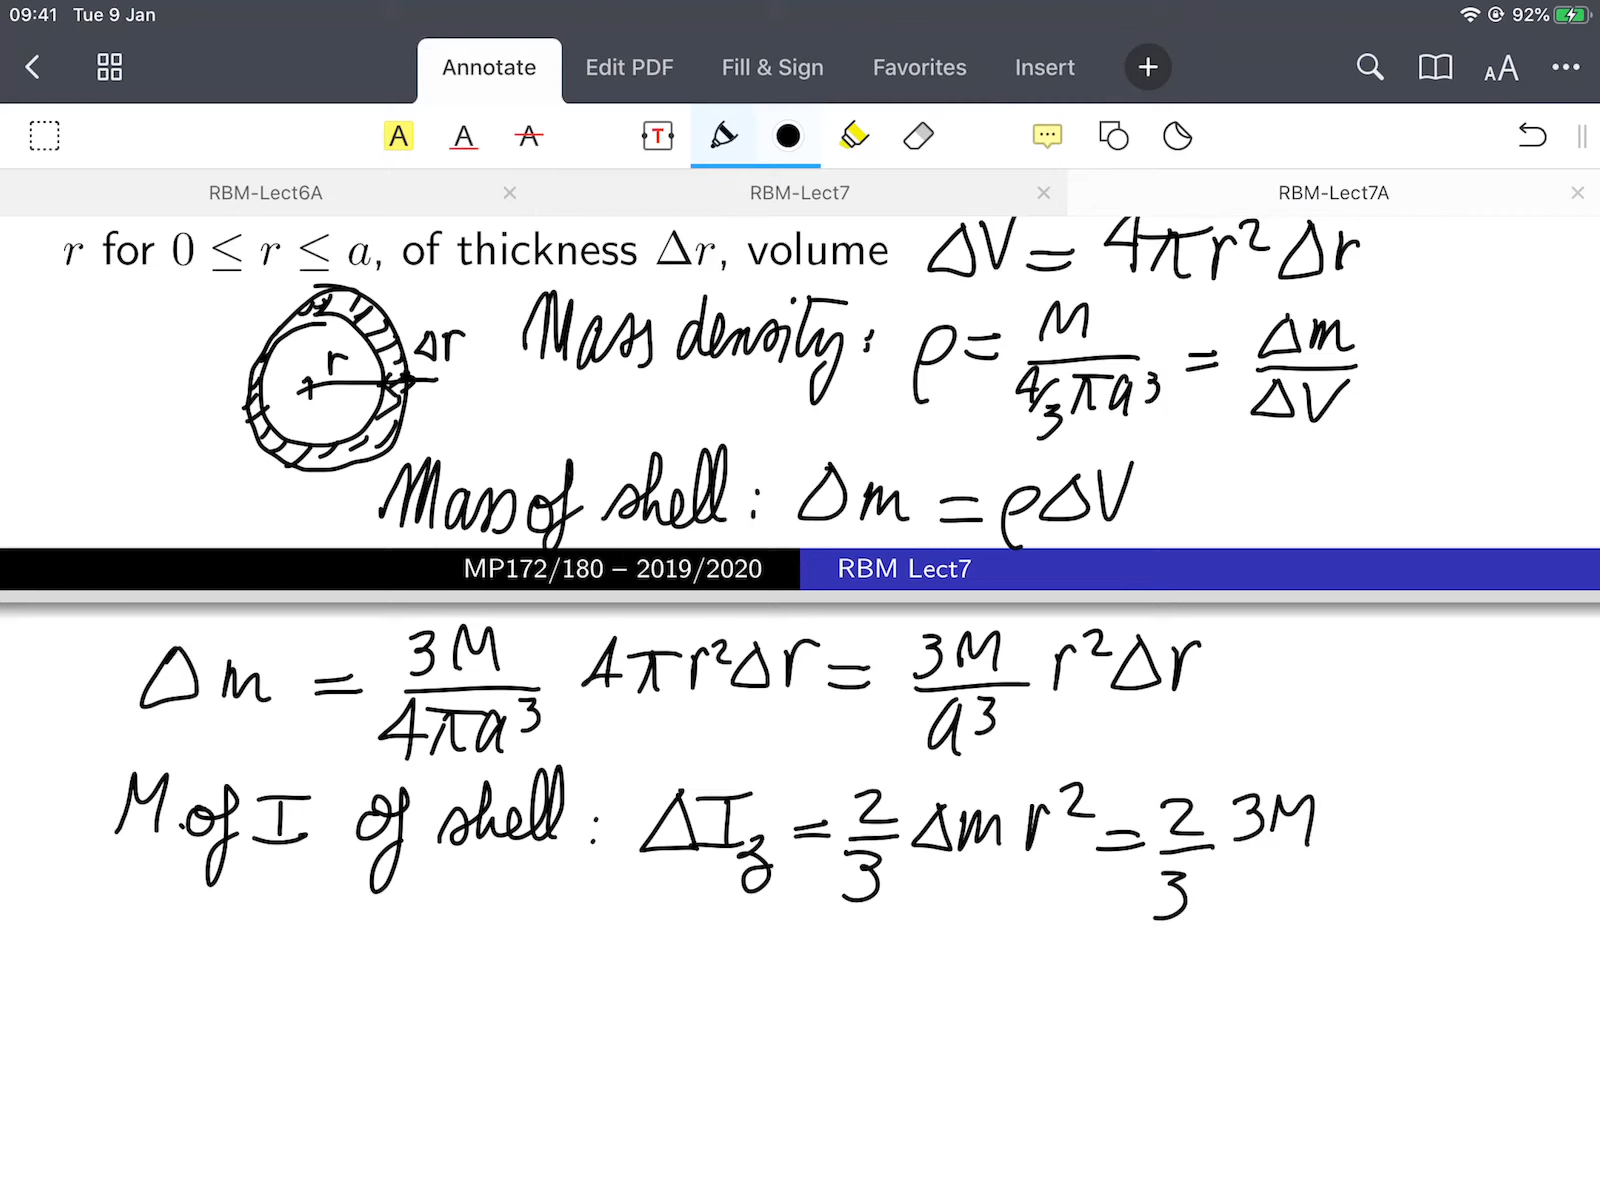 09:41 Tue 9 Jan 92%
Annotate Edit PDF Fill & Sign Favorites Insert + AA
A A A T
RBM-Lect6A RBM-Lect7 RBM-Lect7A
r for 0 ≤ r ≤ a, of thickness Δr, volume ΔV = 4πr²Δr
r Δr Mass density: ρ = M/(4/3 πa³) = Δm/ΔV
Mass of shell: Δm = ρΔV
MP172/180 – 2019/2020 RBM Lect7
Δm = 3M/(4πa³) 4πr²Δr = 3M/a³ r²Δr
M.of I of shell: ΔI_z = 2/3 Δm r² = 2/3 3M